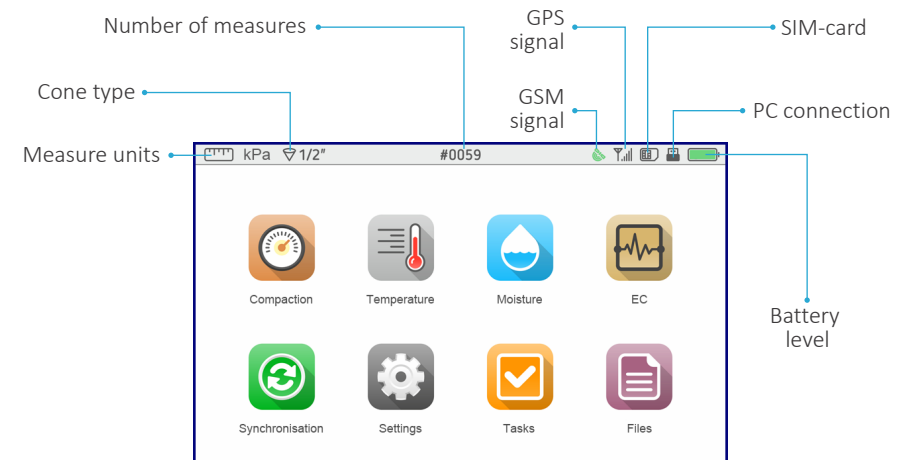 Number of measures
GPS
signal
SIM-card
Cone type
GSM
signal
PC connection
Measure units
kPa 1/2"
#0059
Compaction
Temperature
Moisture
EC
Battery
level
Synchronisation
Settings
Tasks
Files